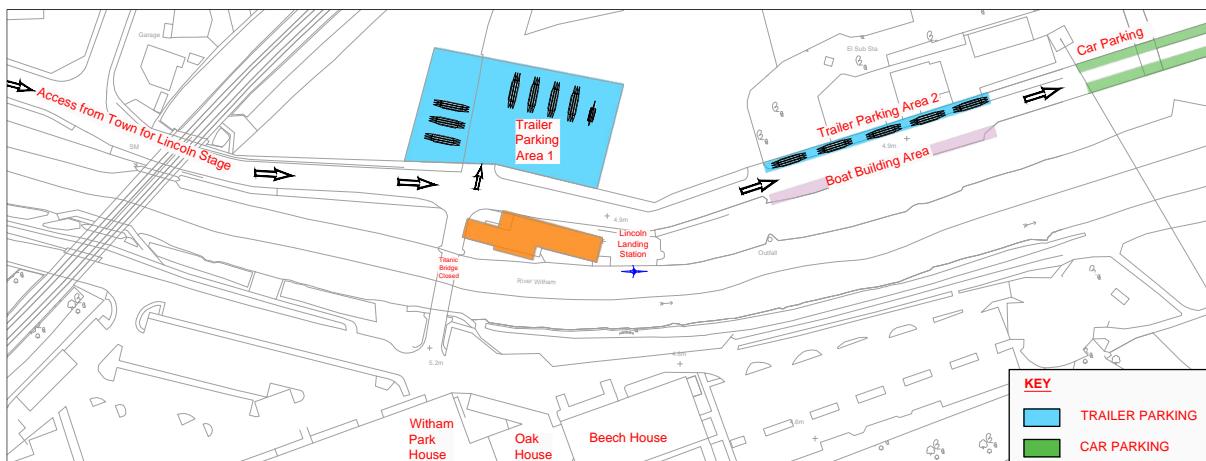 Garage
El Sub Sta
Car Parking
Access from Town for Lincoln Stage
Trailer
Parking
Area 1
Trailer Parking Area 2
4.9m
SM
Boat Building Area
4.9m
Lincoln
Landing
Station
Titanic
Bridge
Closed
Outfall
River Witham
5.2m
4.8m
Witham
Park
House
Oak
House
Beech House
4.6m
KEY
TRAILER PARKING
CAR PARKING